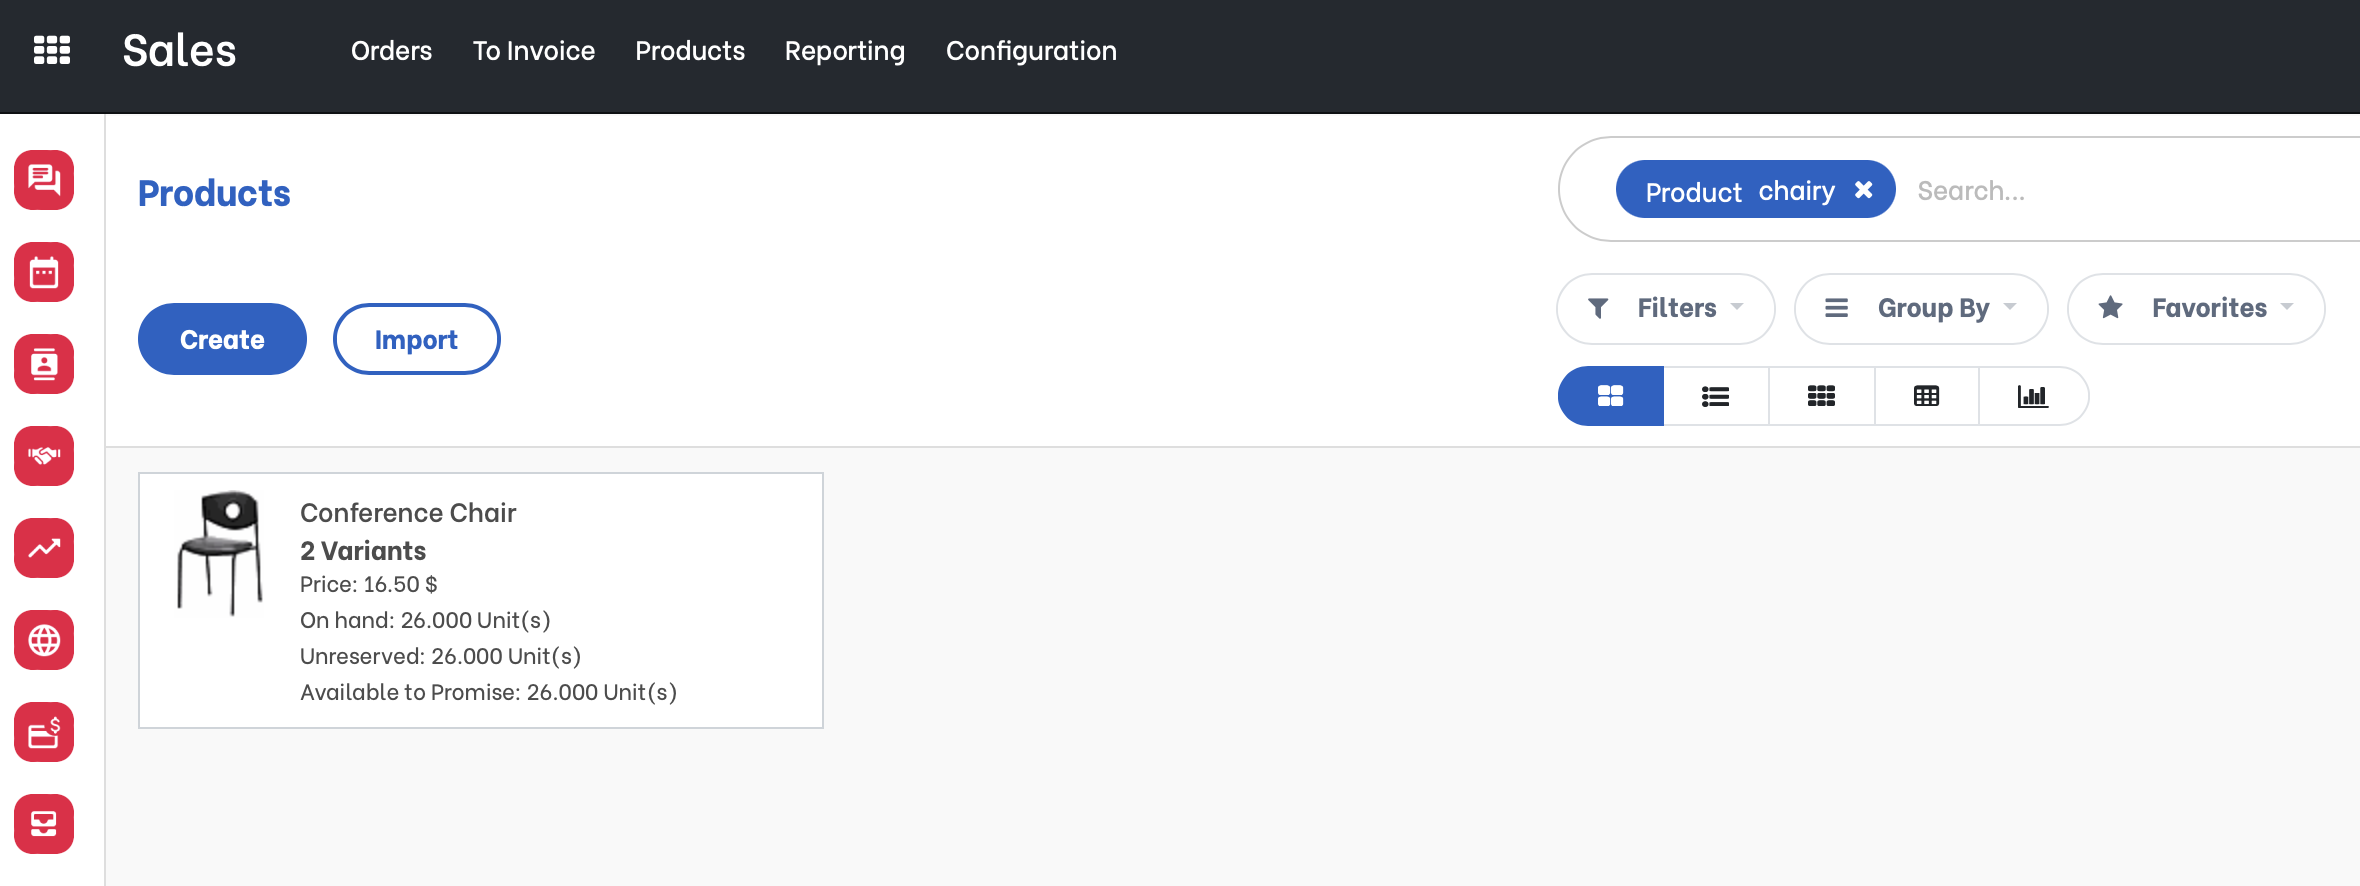 Sales
Orders
To Invoice
Products
Reporting
Configuration
Products
Product chairy
Search...
Create
Import
Filters
Group By
Favorites
Conference Chair
2 Variants
Price: 16.50 $
On hand: 26.000 Unit(s)
Unreserved: 26.000 Unit(s)
Available to Promise: 26.000 Unit(s)